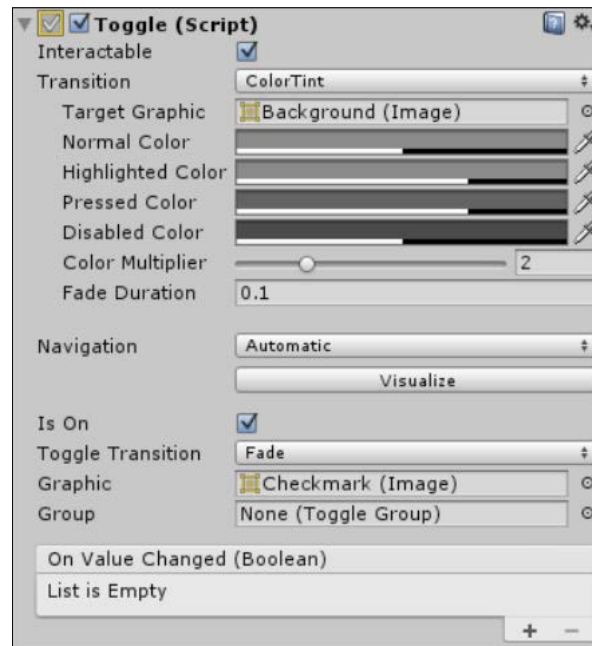 Toggle (Script)
Interactable
Transition ColorTint
Target Graphic Background (Image)
Normal Color
Highlighted Color
Pressed Color
Disabled Color
Color Multiplier 2
Fade Duration 0.1
Navigation Automatic
Visualize
Is On
Toggle Transition Fade
Graphic Checkmark (Image)
Group None (Toggle Group)
On Value Changed (Boolean)
List is Empty